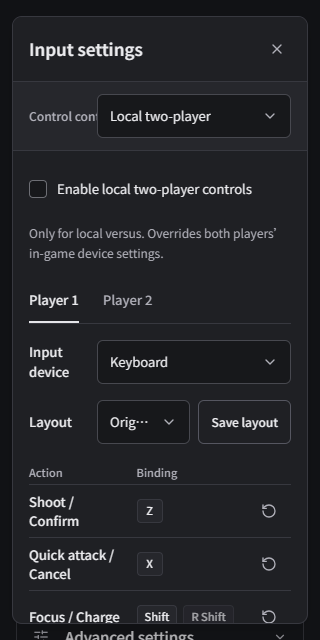 Input settings
Control con
Local two-player
Enable local two-player controls
Only for local versus. Overrides both players’
in-game device settings.
Player 1
Player 2
Input
device
Keyboard
Layout
Orig···
Save layout
Action
Binding
Shoot /
Confirm
Z
Quick attack /
Cancel
X
Focus / Charge
Shift
R Shift
Advanced settings